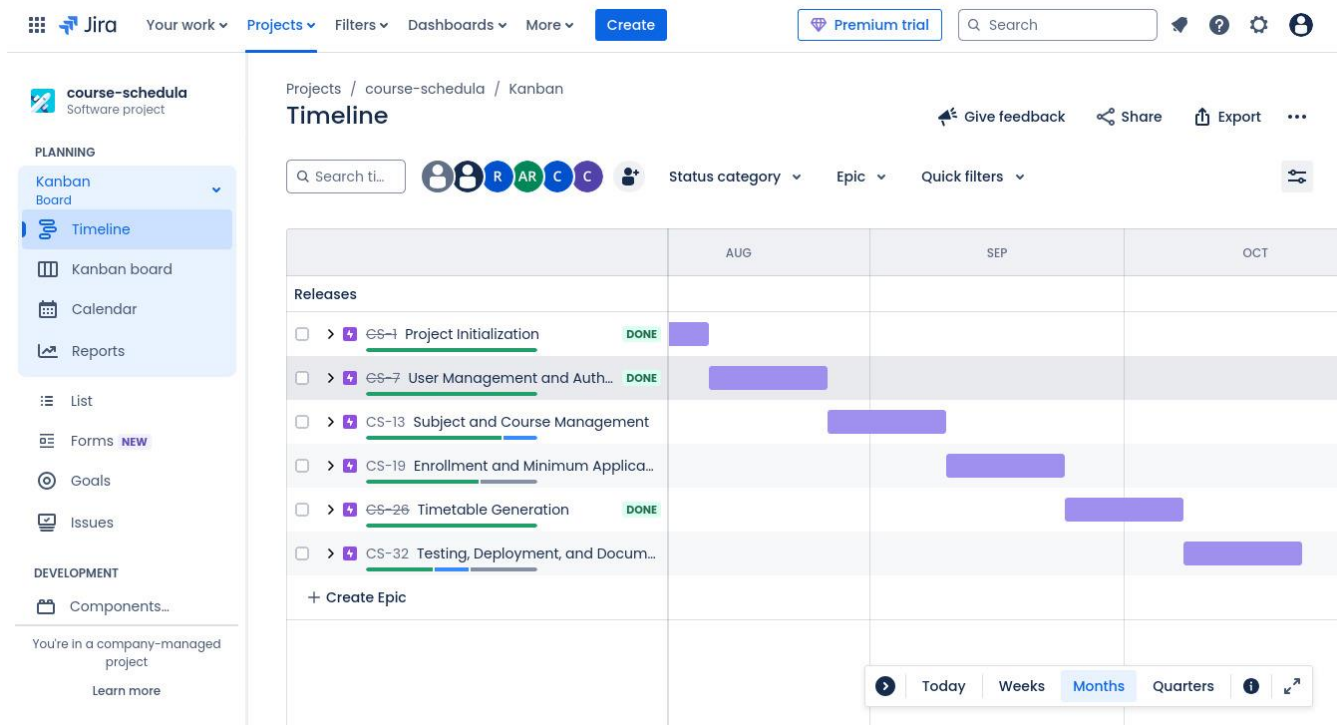 Jira Your work Projects Filters Dashboards More Create Premium trial Search
course-schedula
Software project
PLANNING
Kanban
Board
Timeline
Kanban board
Calendar
Reports
List
Forms NEW
Goals
Issues
DEVELOPMENT
Components...
You're in a company-managed
project
Learn more
Projects / course-schedula / Kanban
Timeline
Give feedback Share Export
Search ti... R AR C C Status category Epic Quick filters
AUG SEP OCT
Releases
CS-1 Project Initialization DONE
CS-7 User Management and Auth... DONE
CS-13 Subject and Course Management
CS-19 Enrollment and Minimum Applica...
CS-26 Timetable Generation DONE
CS-32 Testing, Deployment, and Docum...
+ Create Epic
Today Weeks Months Quarters